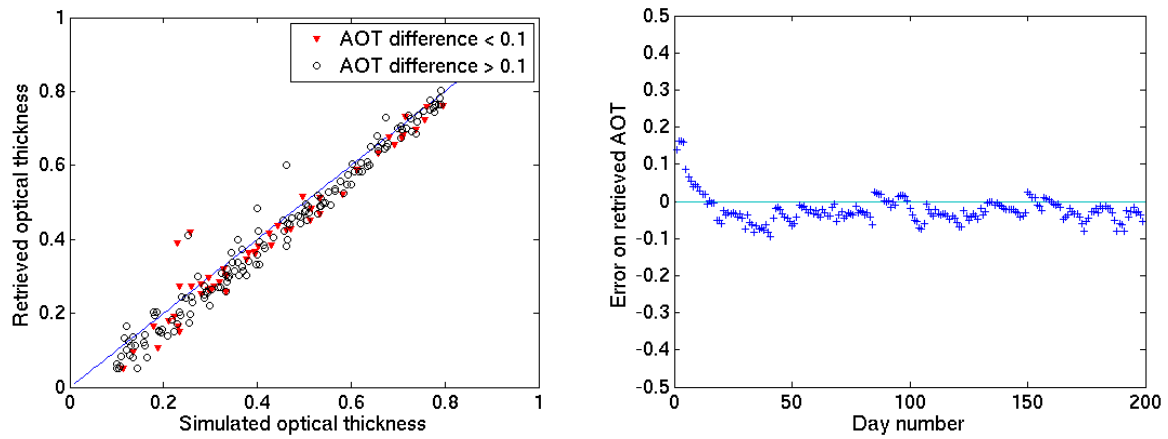 1
0.8
0.6
0.4
0.2
0
0 0.2 0.4 0.6 0.8 1
Retrieved optical thickness
Simulated optical thickness
AOT difference < 0.1
AOT difference > 0.1
0.5
0.4
0.3
0.2
0.1
0
-0.1
-0.2
-0.3
-0.4
-0.5
0 50 100 150 200
Error on retrieved AOT
Day number